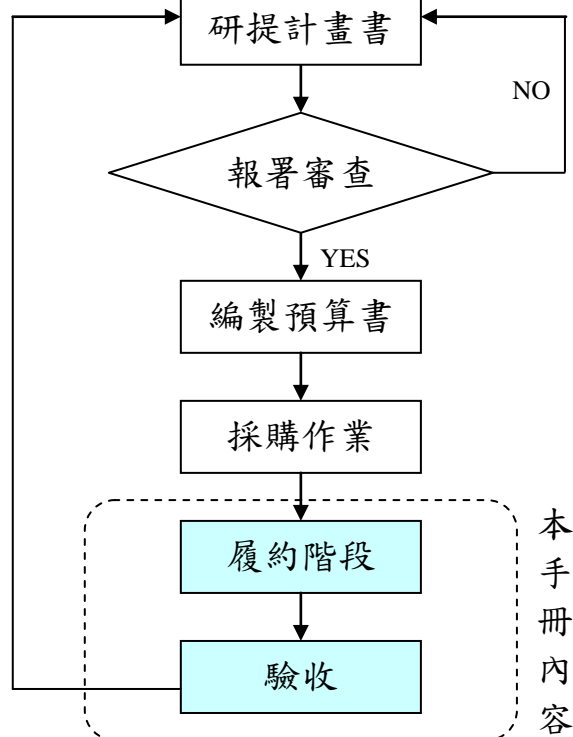 研提計畫書
NO
報署審查
YES
編製預算書
採購作業
履約階段
驗收
本手冊內容